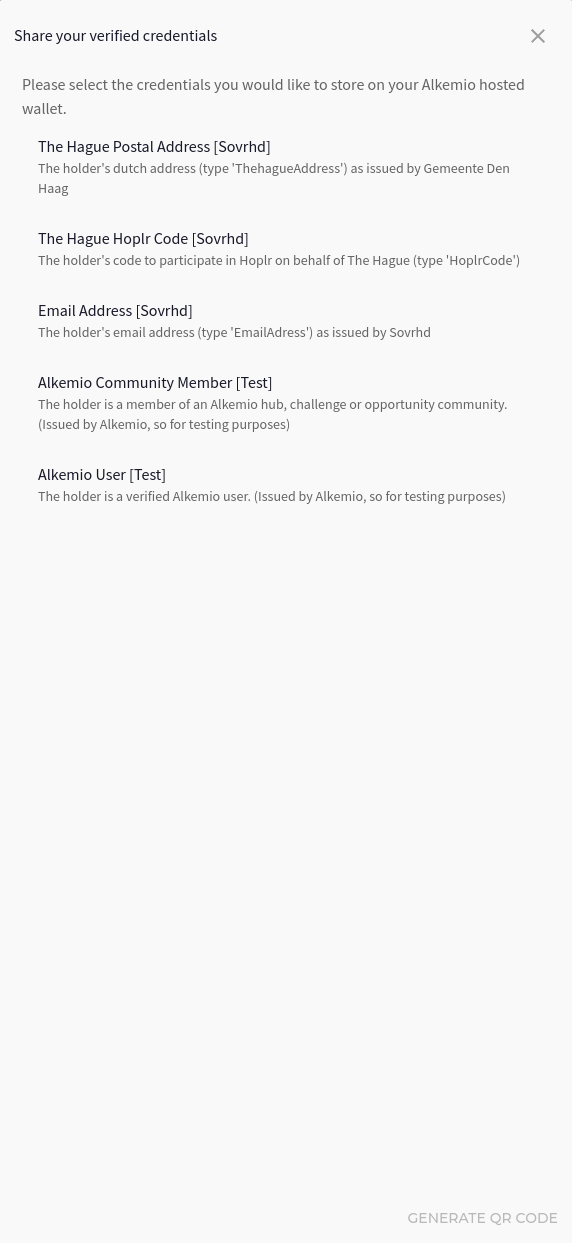 Share your verified credentials
Please select the credentials you would like to store on your Alkemio hosted
wallet.
The Hague Postal Address [Sovrhd]
The holder's dutch address (type 'ThehagueAddress') as issued by Gemeente Den
Haag
The Hague Hoplr Code [Sovrhd]
The holder's code to participate in Hoplr on behalf of The Hague (type 'HoplrCode')
Email Address [Sovrhd]
The holder's email address (type 'EmailAdress') as issued by Sovrhd
Alkemio Community Member [Test]
The holder is a member of an Alkemio hub, challenge or opportunity community.
(Issued by Alkemio, so for testing purposes)
Alkemio User [Test]
The holder is a verified Alkemio user. (Issued by Alkemio, so for testing purposes)
GENERATE QR CODE